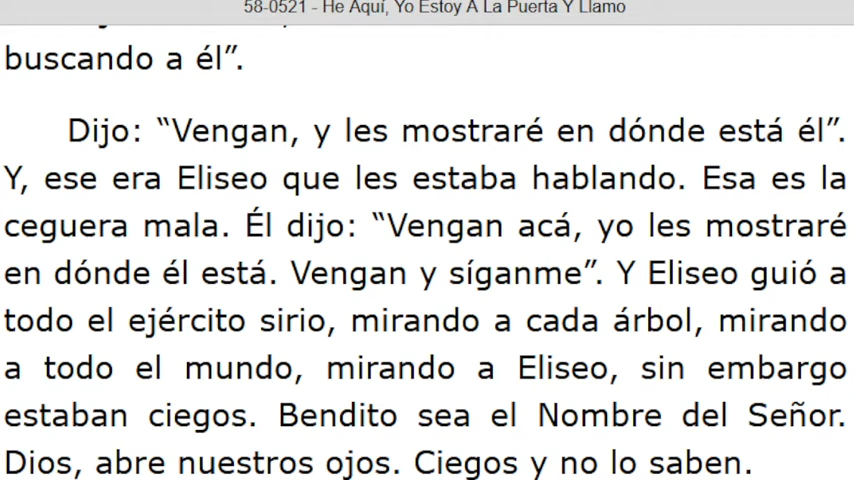 58-0521 - He Aquí, Yo Estoy A La Puerta Y Llamo
buscando a él”.
Dijo: “Vengan, y les mostraré en dónde está él”.
Y, ese era Eliseo que les estaba hablando. Esa es la
ceguera mala. Él dijo: “Vengan acá, yo les mostraré
en dónde él está. Vengan y síganme”. Y Eliseo guió a
todo el ejército sirio, mirando a cada árbol, mirando
a todo el mundo, mirando a Eliseo, sin embargo
estaban ciegos. Bendito sea el Nombre del Señor.
Dios, abre nuestros ojos. Ciegos y no lo saben.